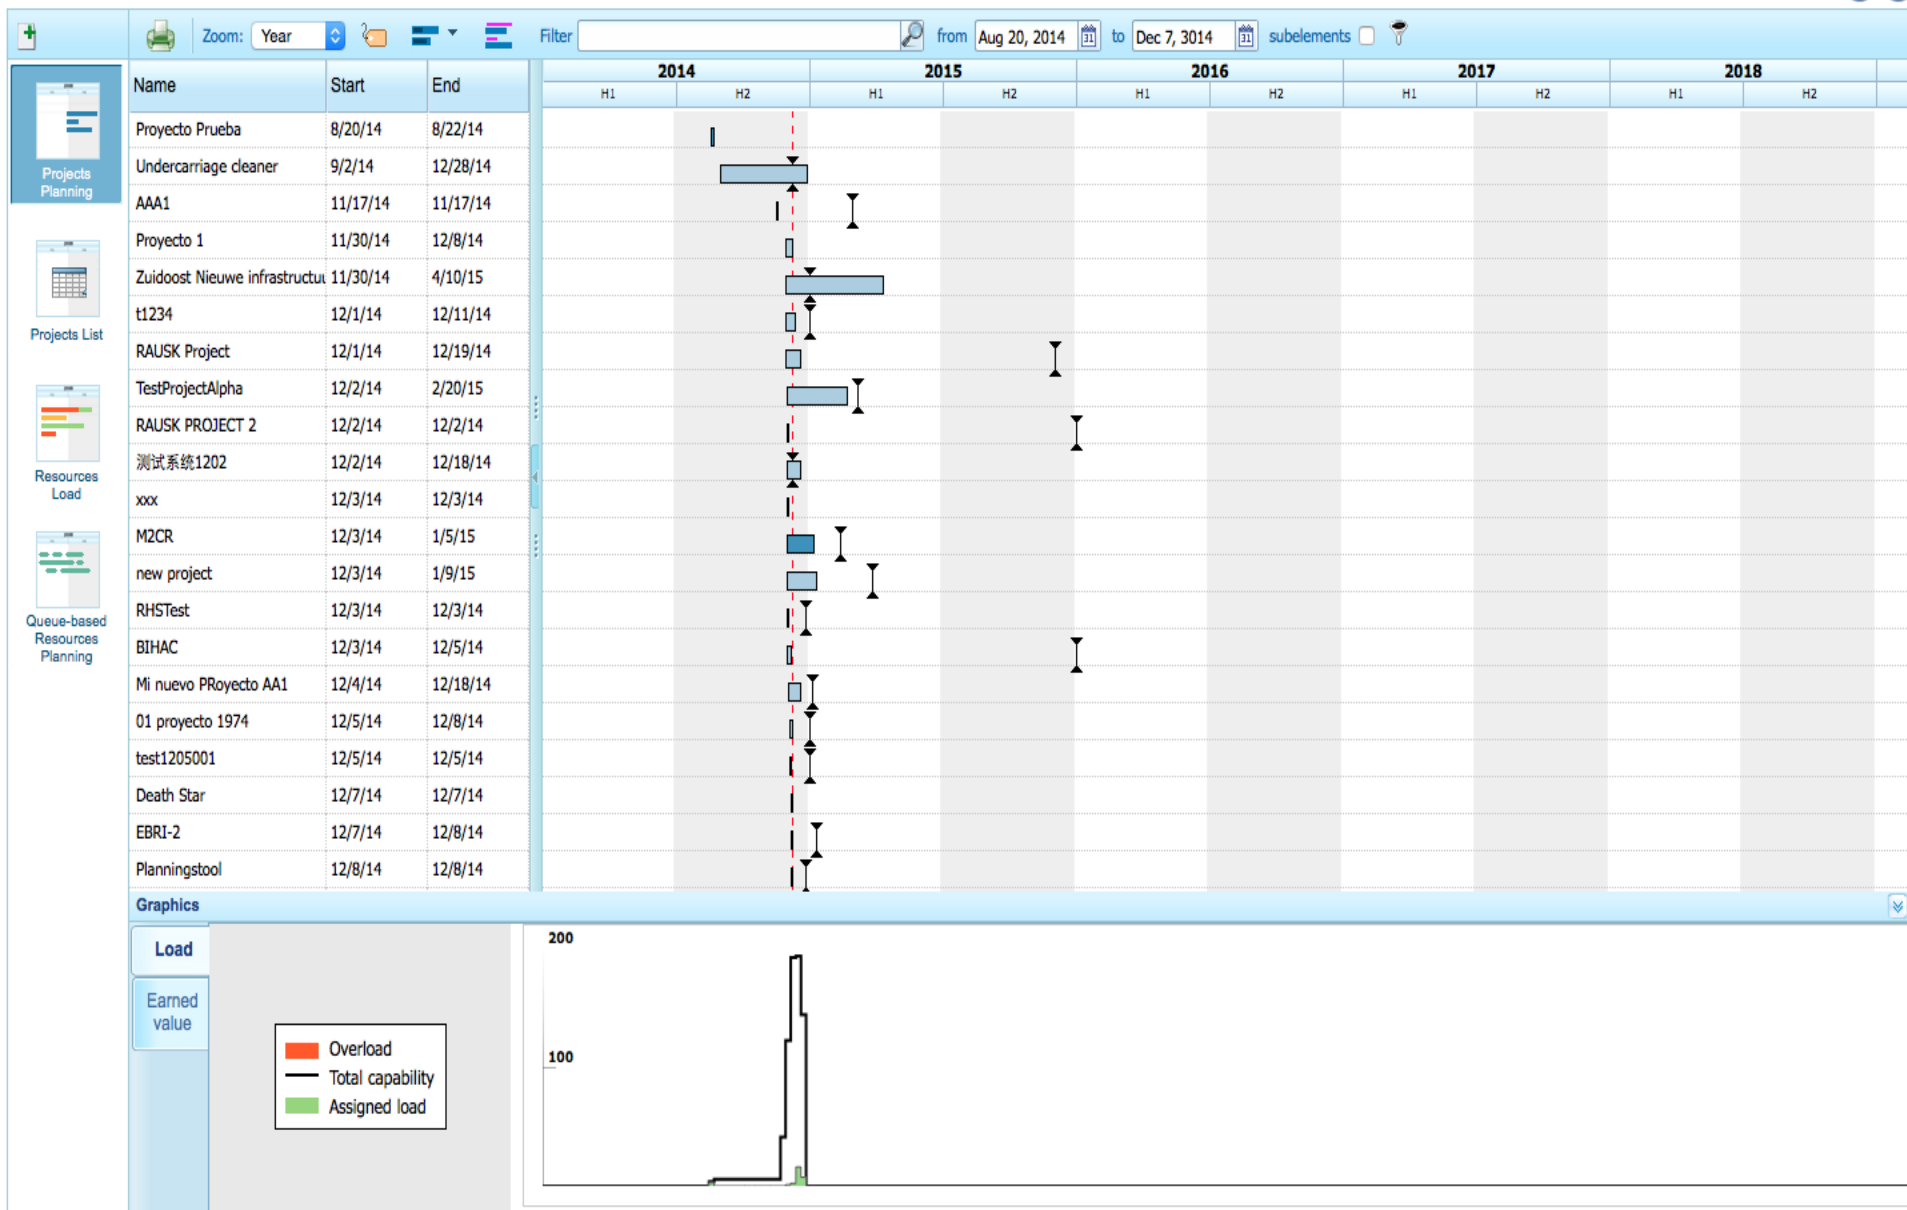 Zoom: Year
Filter
from Aug 20, 2014 31 to Dec 7, 3014 31 subelements
Projects
Planning
Projects List
Resources
Load
Queue-based
Resources
Planning
Name Start End
2014 2015 2016 2017 2018
H1 H2 H1 H2 H1 H2 H1 H2 H1 H2
Proyecto Prueba 8/20/14 8/22/14
Undercarriage cleaner 9/2/14 12/28/14
AAA1 11/17/14 11/17/14
Proyecto 1 11/30/14 12/8/14
Zuidoost Nieuwe infrastructuu 11/30/14 4/10/15
t1234 12/1/14 12/11/14
RAUSK Project 12/1/14 12/19/14
TestProjectAlpha 12/2/14 2/20/15
RAUSK PROJECT 2 12/2/14 12/2/14
测试系统1202 12/2/14 12/18/14
xxx 12/3/14 12/3/14
M2CR 12/3/14 1/5/15
new project 12/3/14 1/9/15
RHSTest 12/3/14 12/3/14
BIHAC 12/3/14 12/5/14
Mi nuevo PRoyecto AA1 12/4/14 12/18/14
01 proyecto 1974 12/5/14 12/8/14
test1205001 12/5/14 12/5/14
Death Star 12/7/14 12/7/14
EBRI-2 12/7/14 12/8/14
Planningstool 12/8/14 12/8/14
Graphics
Load
Earned
value
Overload
Total capability
Assigned load
200
100